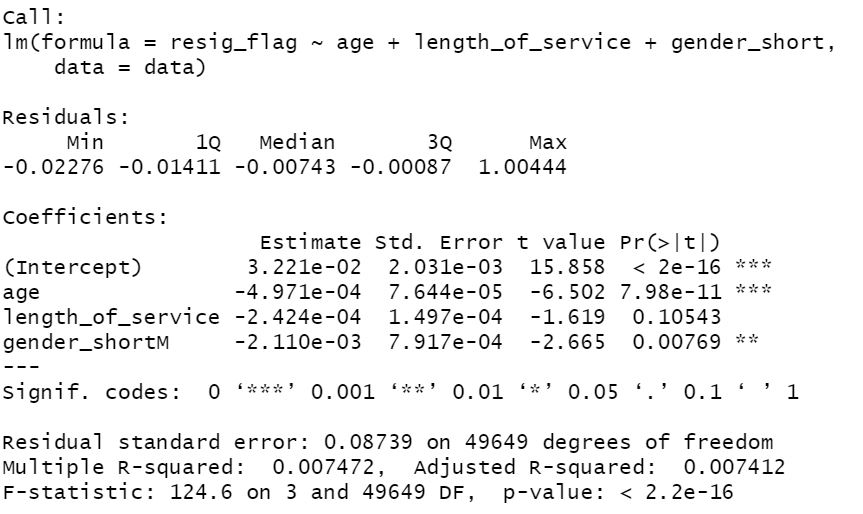 Call:
lm(formula = resig_flag ~ age + length_of_service + gender_short,
    data = data)

Residuals:
     Min       1Q   Median       3Q      Max
-0.02276 -0.01411 -0.00743 -0.00087  1.00444

Coefficients:
                    Estimate Std. Error t value Pr(>|t|)
(Intercept)        3.221e-02  2.031e-03  15.858  < 2e-16 ***
age               -4.971e-04  7.644e-05  -6.502 7.98e-11 ***
length_of_service -2.424e-04  1.497e-04  -1.619  0.10543
gender_shortM     -2.110e-03  7.917e-04  -2.665  0.00769 **
---
Signif. codes:  0 ‘***’ 0.001 ‘**’ 0.01 ‘*’ 0.05 ‘.’ 0.1 ‘ ’ 1

Residual standard error: 0.08739 on 49649 degrees of freedom
Multiple R-squared:  0.007472,  Adjusted R-squared:  0.007412
F-statistic: 124.6 on 3 and 49649 DF,  p-value: < 2.2e-16